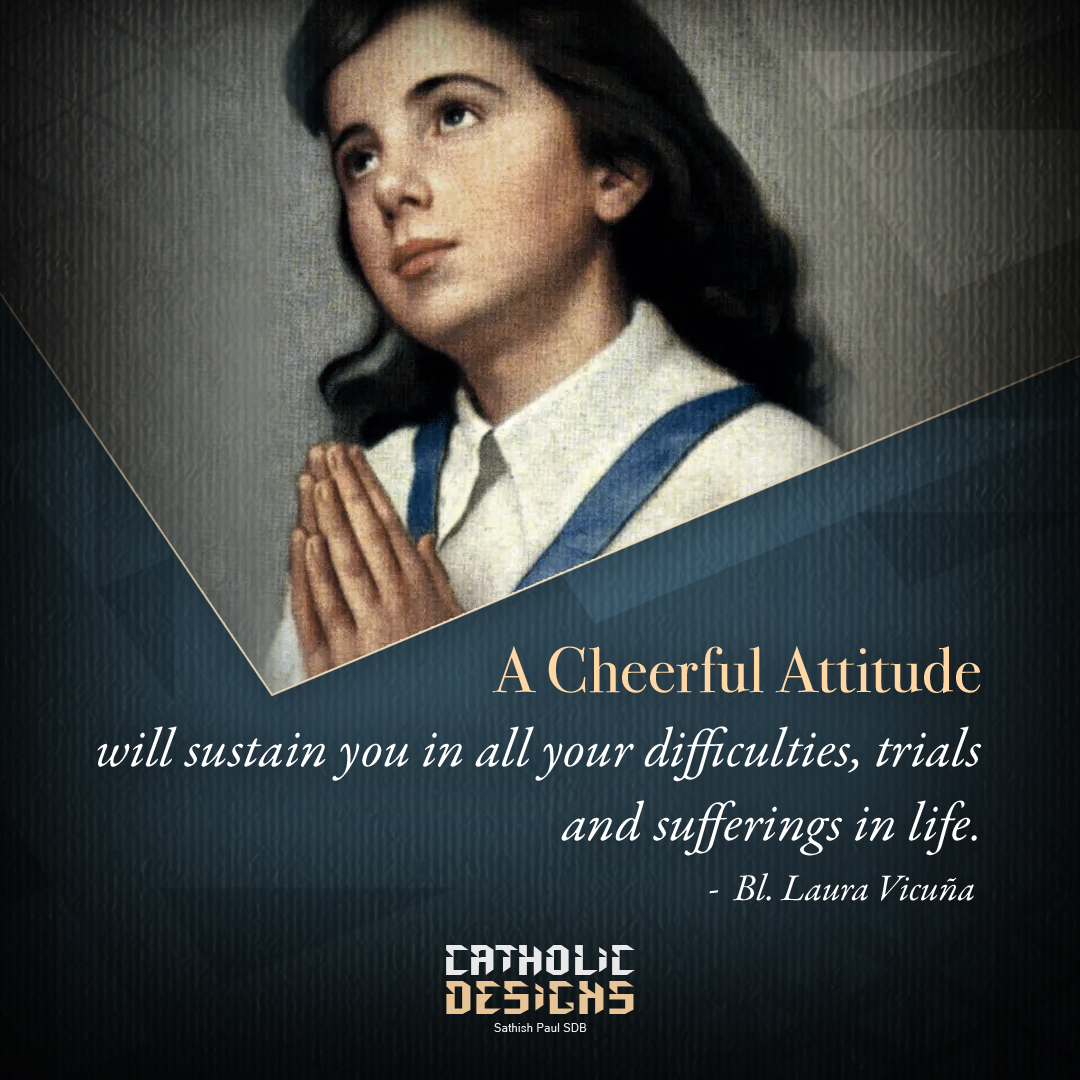 A Cheerful Attitude
will sustain you in all your difficulties, trials
and sufferings in life.
- Bl. Laura Vicuña
CATHOLIC
DESIGNS
Sathish Paul SDB